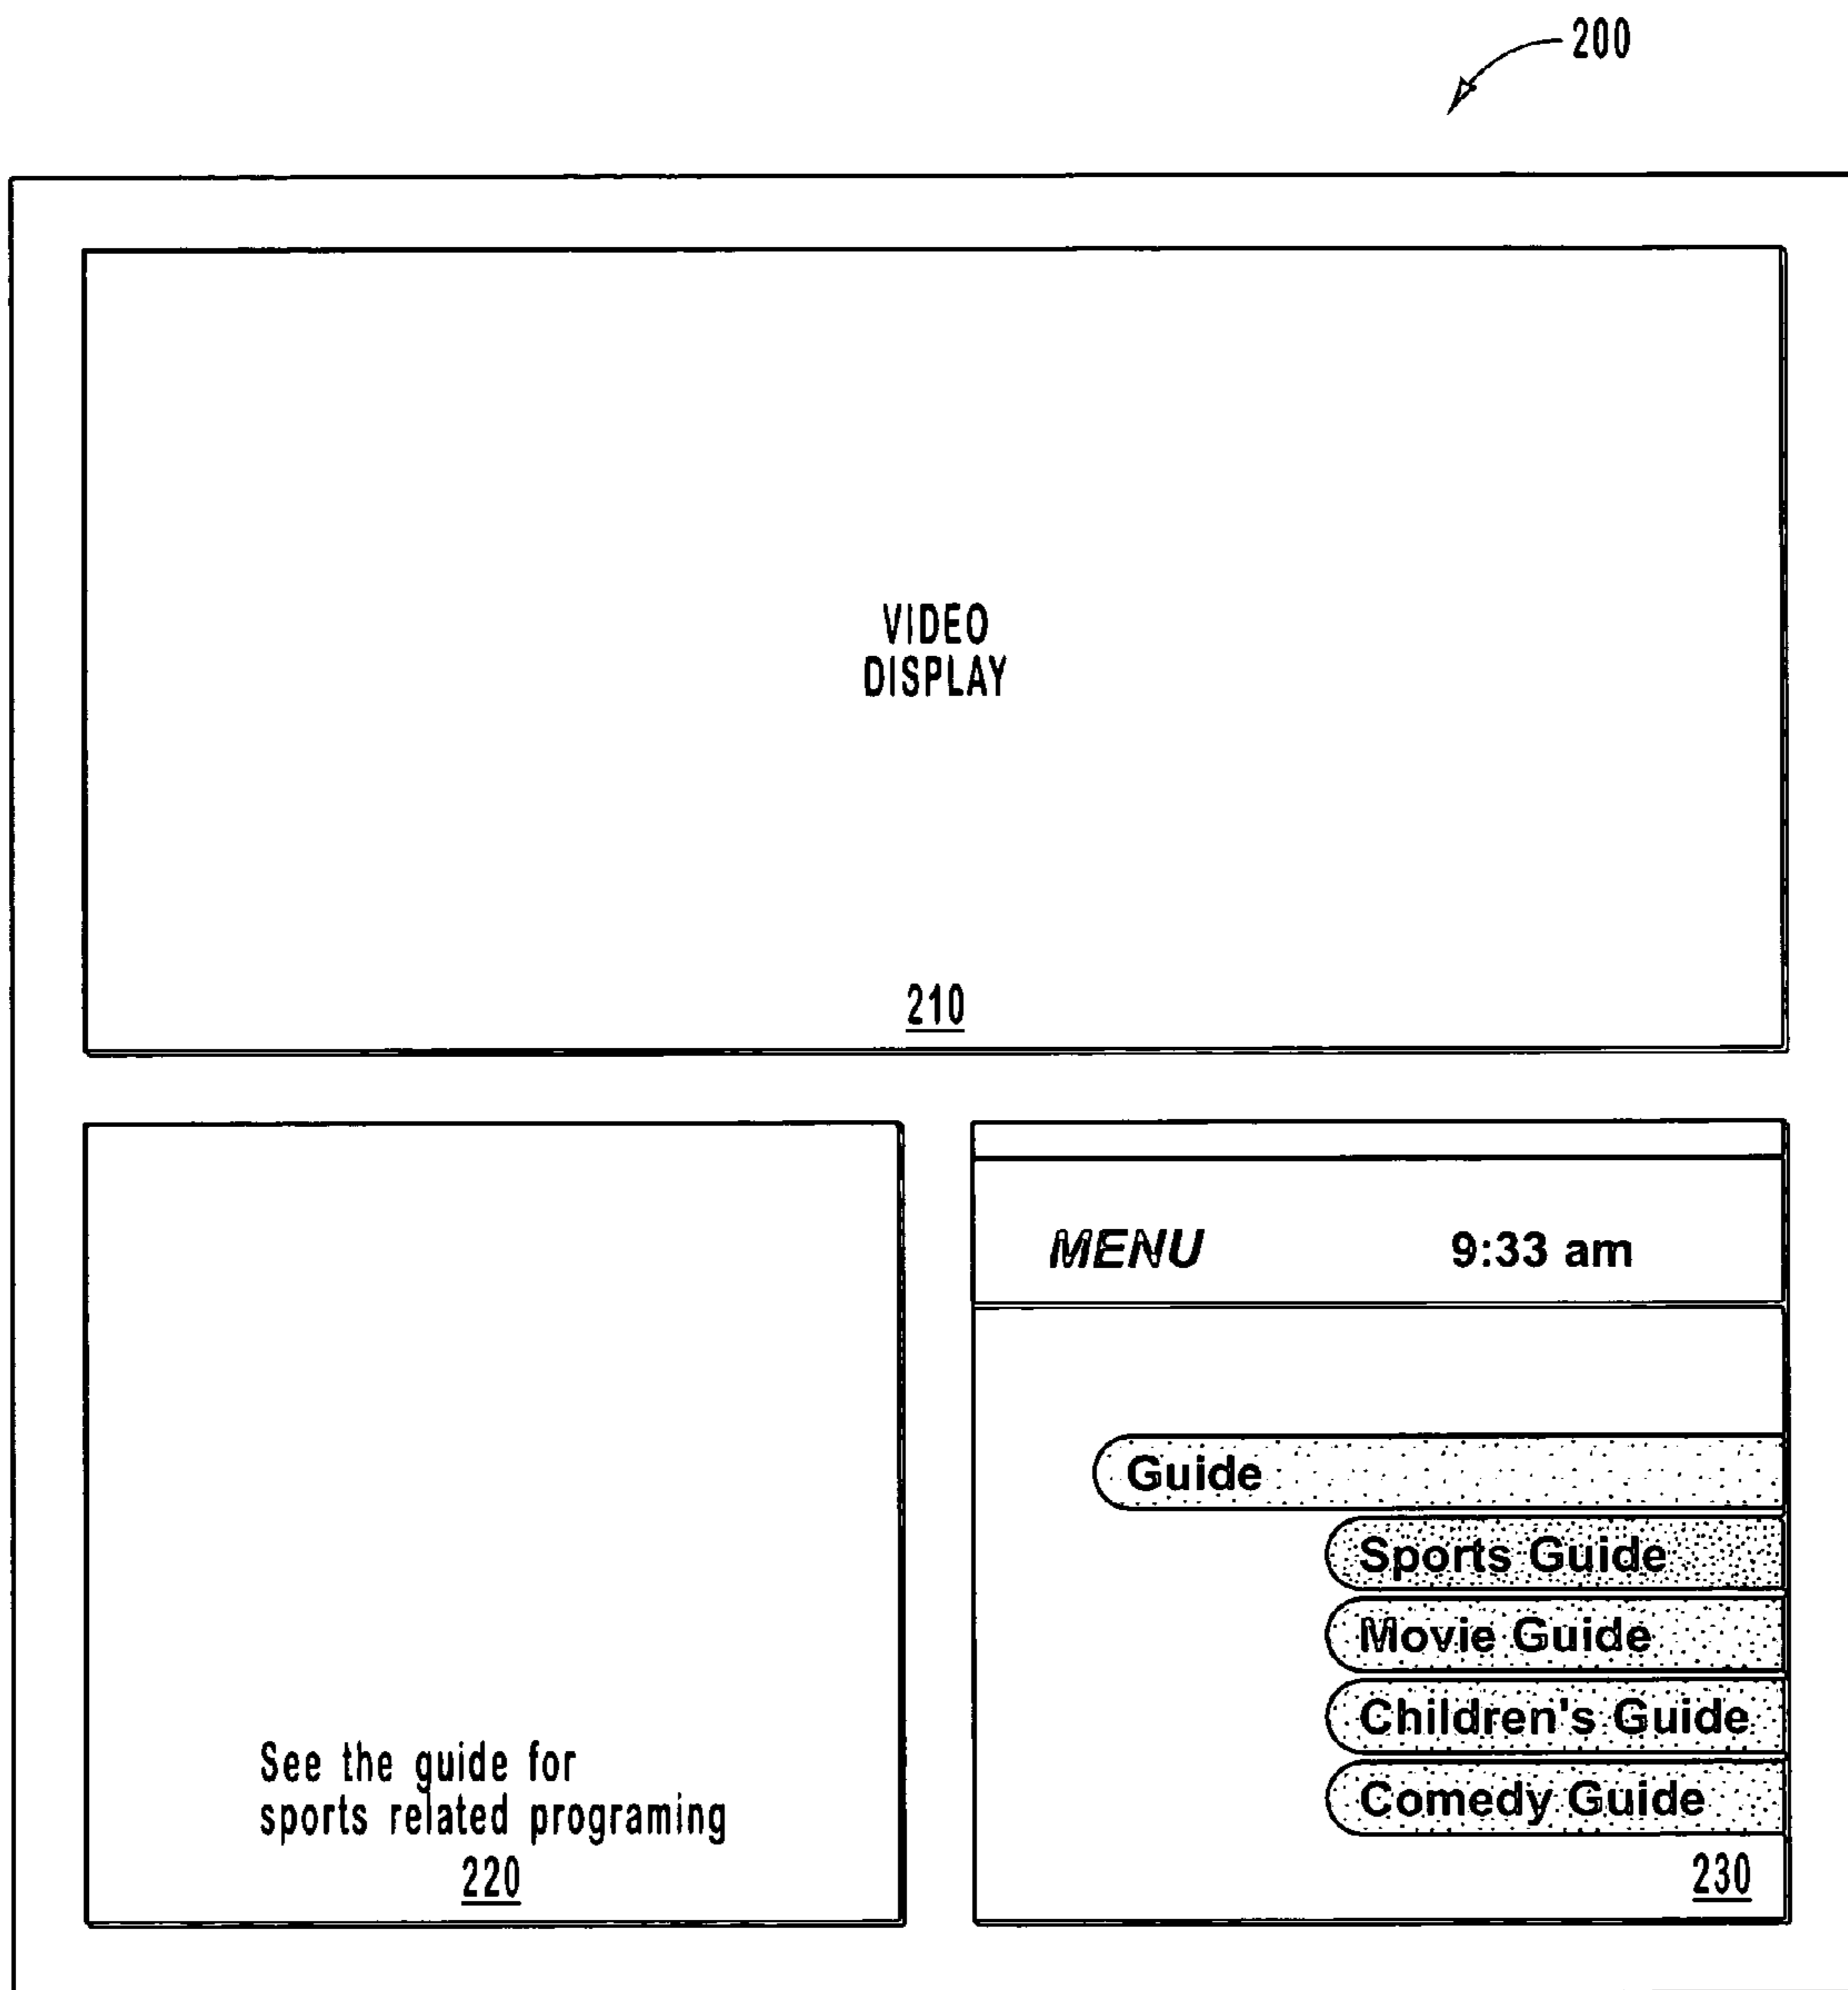 200
VIDEO
DISPLAY
210
See the guide for
sports related programing
220
MENU 9:33 am
Guide
Sports Guide
Movie Guide
Children's Guide
Comedy Guide
230